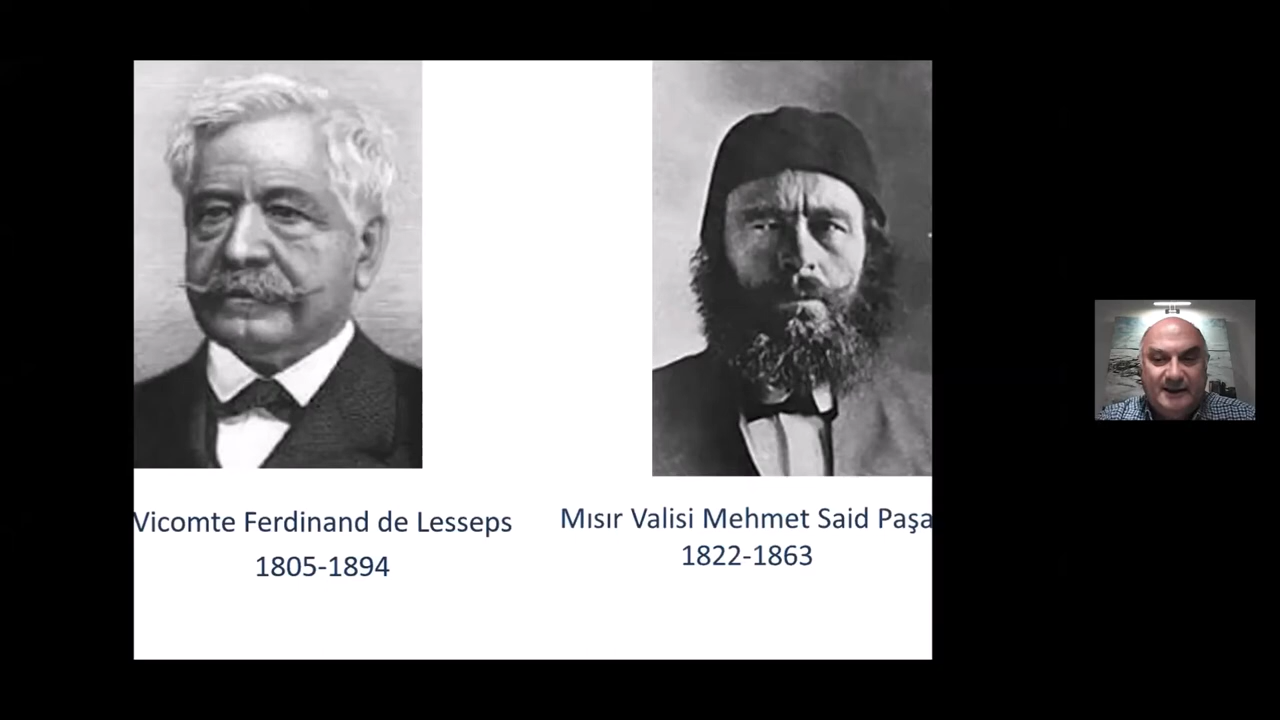 Vicomte Ferdinand de Lesseps
1805-1894
Mısır Valisi Mehmet Said Paşa
1822-1863